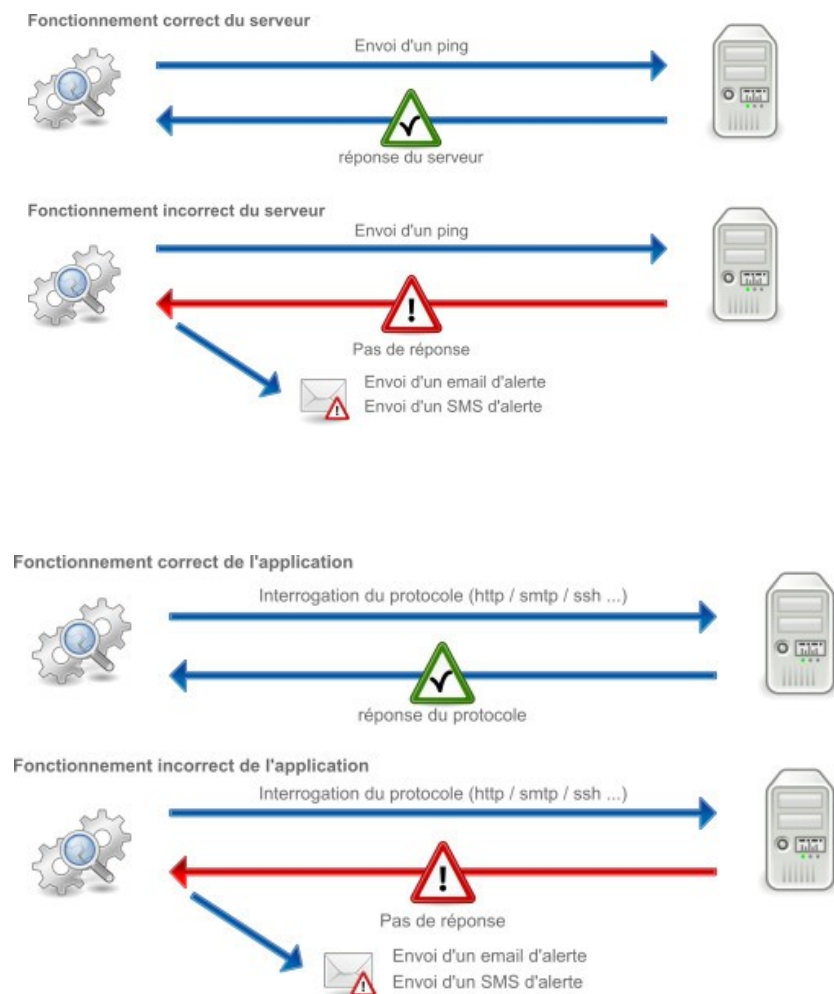 Fonctionnement correct du serveur
Envoi d'un ping
réponse du serveur
Fonctionnement incorrect du serveur
Envoi d'un ping
Pas de réponse
Envoi d'un email d'alerte
Envoi d'un SMS d'alerte
Fonctionnement correct de l'application
Interrogation du protocole (http / smtp / ssh ...)
réponse du protocole
Fonctionnement incorrect de l'application
Interrogation du protocole (http / smtp / ssh ...)
Pas de réponse
Envoi d'un email d'alerte
Envoi d'un SMS d'alerte